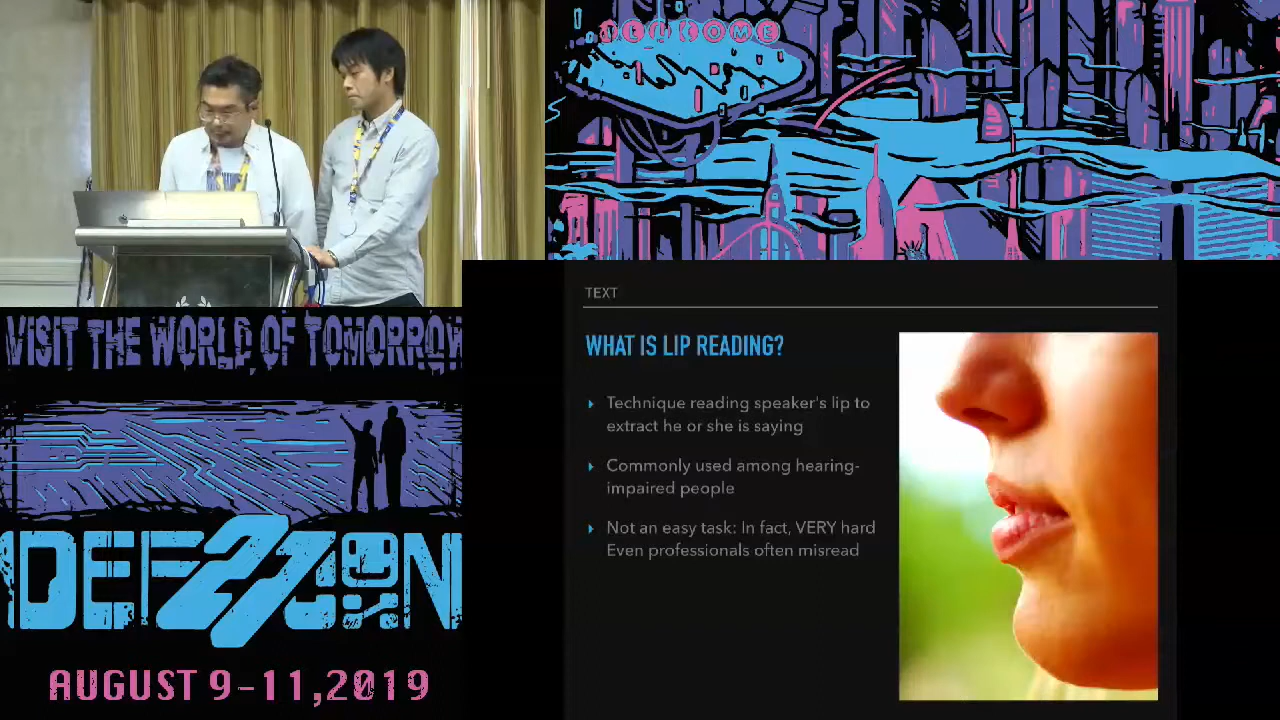 WELCOME
TEXT
WHAT IS LIP READING?
Technique reading speaker's lip to
extract he or she is saying
Commonly used among hearing-
impaired people
Not an easy task: In fact, VERY hard
Even professionals often misread
VISIT THE WORLD OF TOMORROW
DEF27CON
AUGUST 9-11,2019